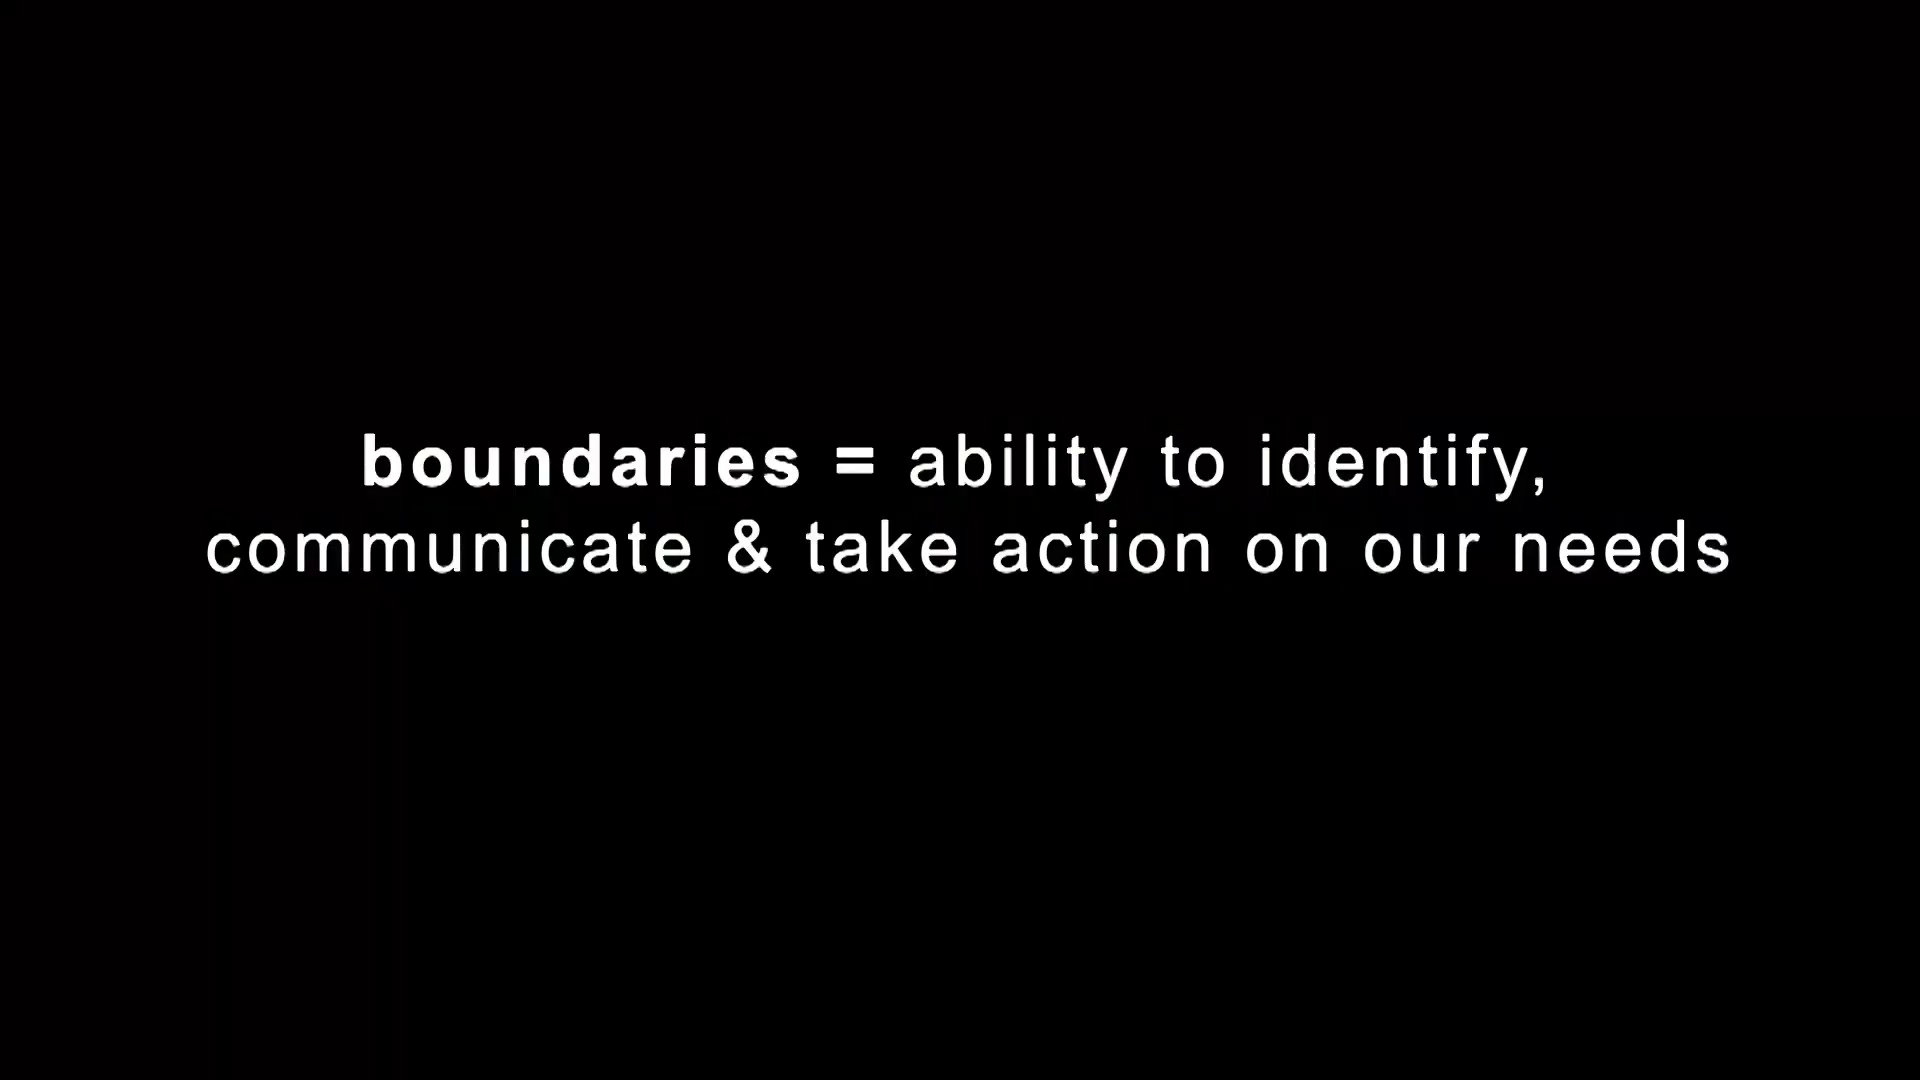 boundaries = ability to identify,
communicate & take action on our needs